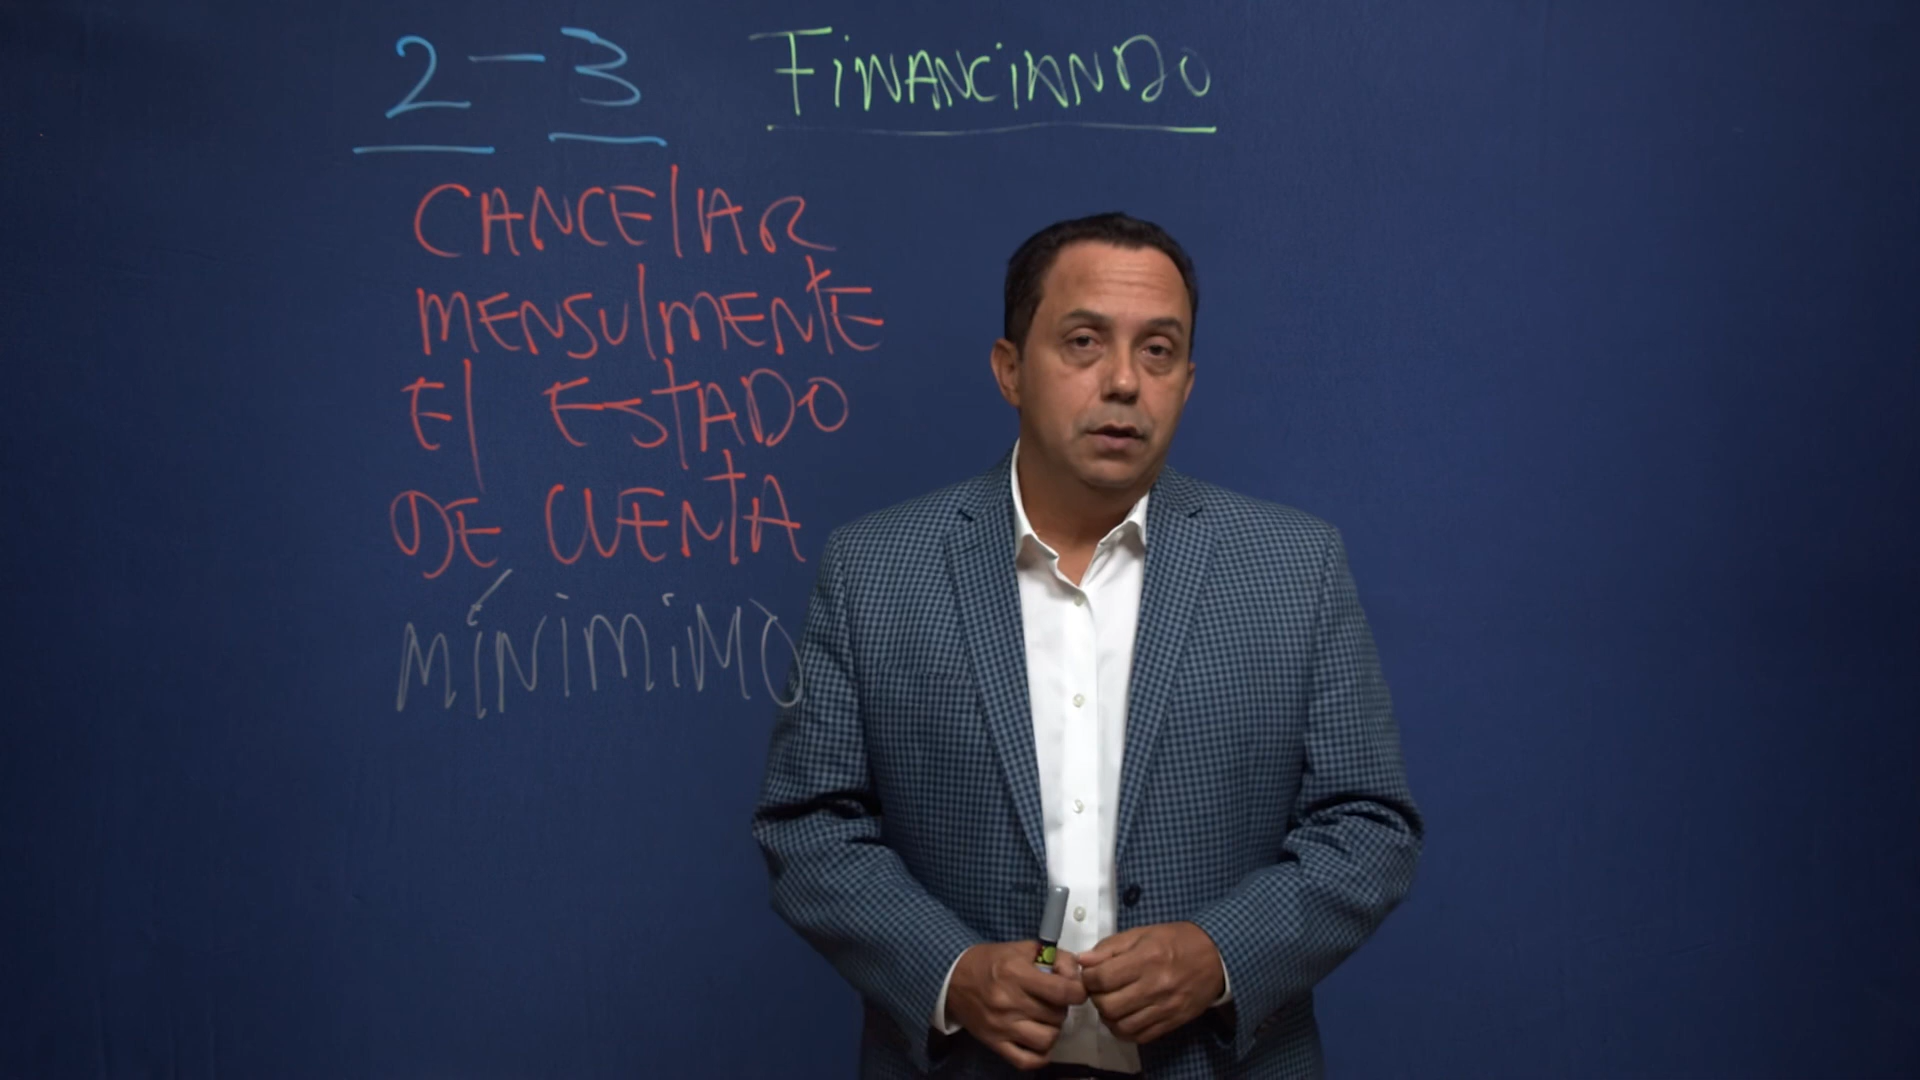 2-3 FINANCIANDO
CANCELAR
MENSULMENTE
EL ESTADO
DE CUENTA
MÍNIMIMO